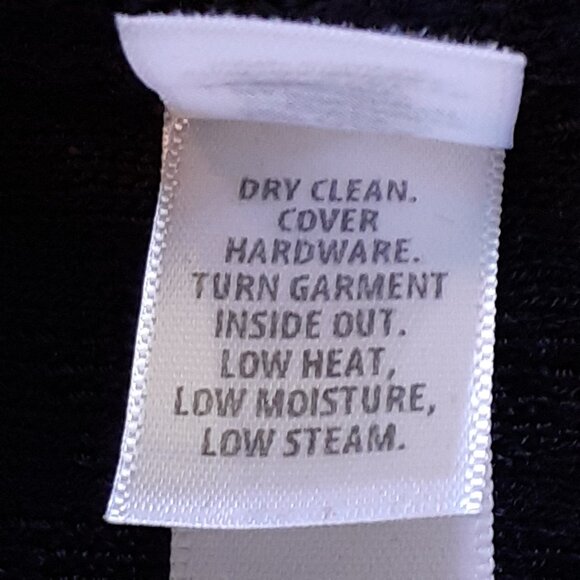 DRY CLEAN.
COVER
HARDWARE.
TURN GARMENT
INSIDE OUT.
LOW HEAT,
LOW MOISTURE,
LOW STEAM.